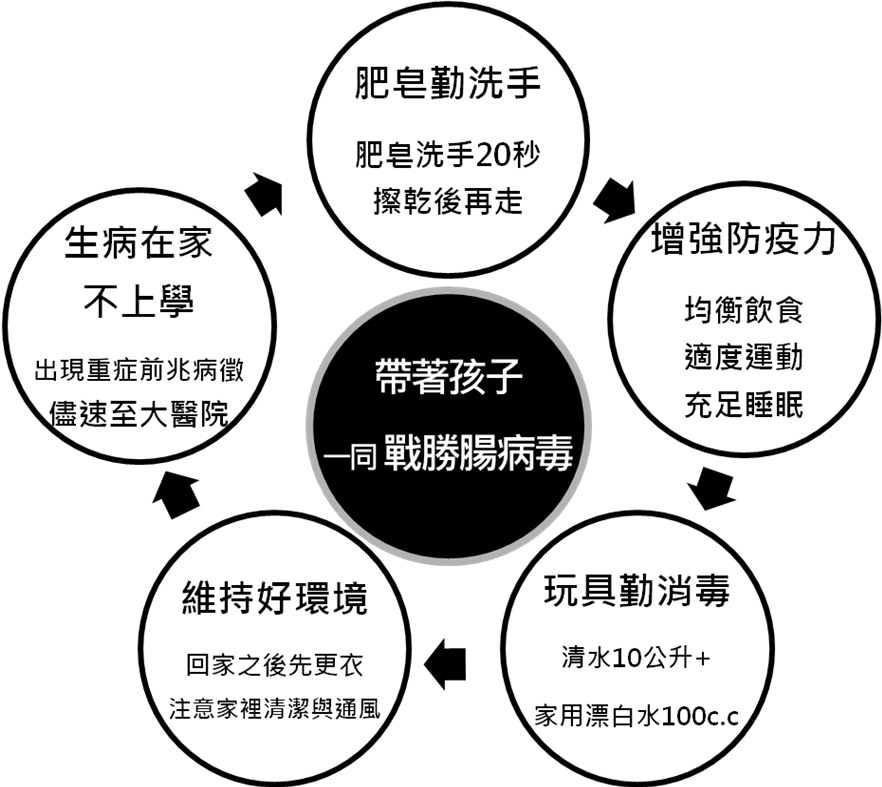 肥皂勤洗手
肥皂洗手20秒
擦乾後再走
增強防疫力
均衡飲食
適度運動
充足睡眠
玩具勤消毒
清水10公升+
家用漂白水100c.c
維持好環境
回家之後先更衣
注意家裡清潔與通風
生病在家
不上學
出現重症前兆病徵
儘速至大醫院
帶著孩子
一同 戰勝腸病毒